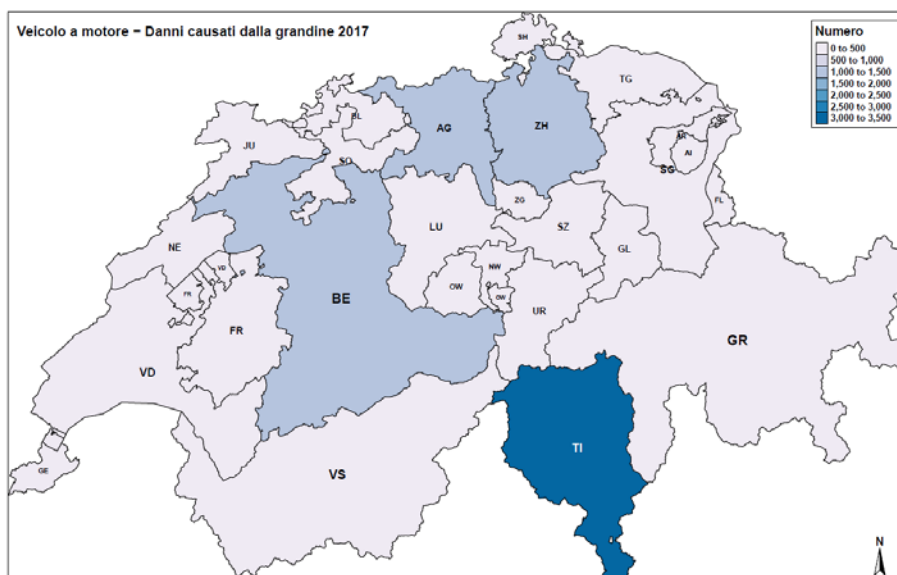 Veicolo a motore – Danni causati dalla grandine 2017
Numero
0 to 500
500 to 1,000
1,000 to 1,500
1,500 to 2,000
2,000 to 2,500
2,500 to 3,000
3,000 to 3,500
SH
TG
BL
AG
ZH
JU
SO
AR
AI
SG
ZG
FL
NE
LU
SZ
GL
VD
FR
NW
OW
OW
UR
BE
FR
GR
VD
TI
GE
VS
N